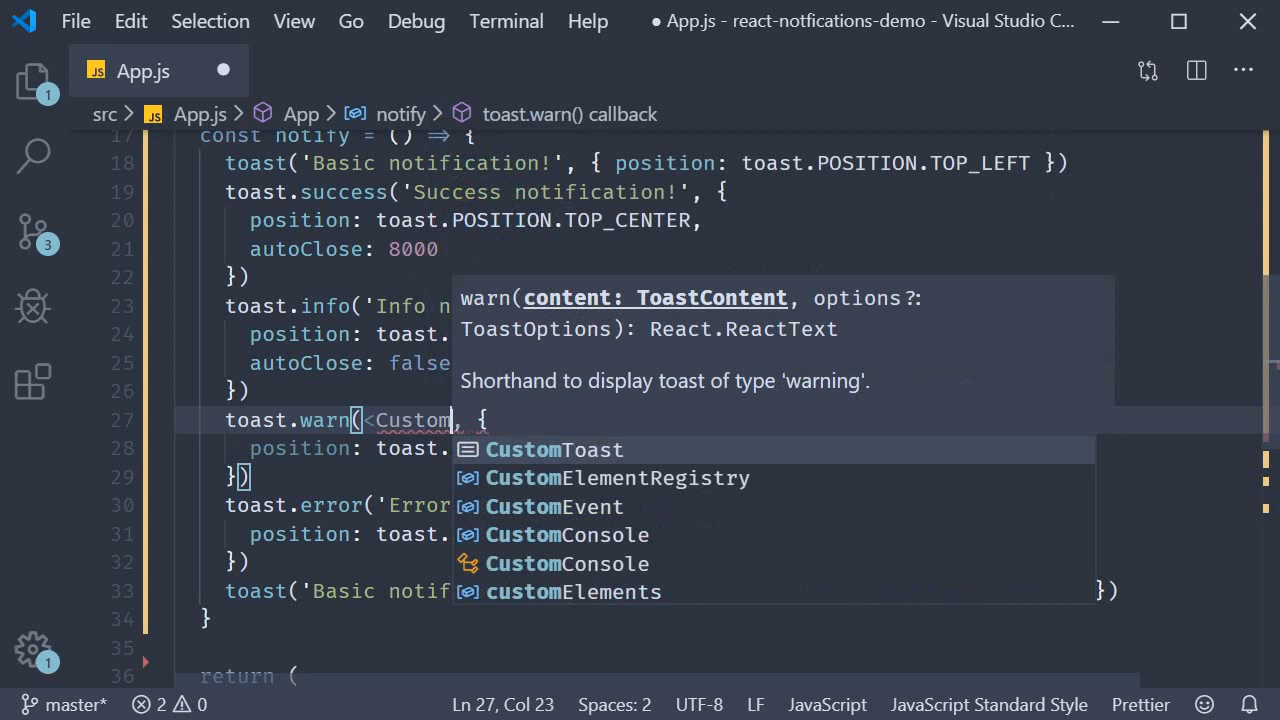 File Edit Selection View Go Debug Terminal Help ● App.js - react-notfications-demo - Visual Studio C...
JS App.js
src > JS App.js > App > notify > toast.warn() callback
17 const notify = () => {
18 toast('Basic notification!', { position: toast.POSITION.TOP_LEFT })
19 toast.success('Success notification!', {
20 position: toast.POSITION.TOP_CENTER,
21 autoClose: 8000
22 })
23 toast.info('Info n
24 position: toast.
25 autoClose: false
26 })
27 toast.warn(<Custom, {
28 position: toast.
29 })
30 toast.error('Error
31 position: toast.
32 })
33 toast('Basic notif })
34 }
35
36 return (
warn(content: ToastContent, options?:
ToastOptions): React.ReactText
Shorthand to display toast of type 'warning'.
CustomToast
CustomElementRegistry
CustomEvent
CustomConsole
CustomConsole
customElements
1
3
1
master* 2 0 Ln 27, Col 23 Spaces: 2 UTF-8 LF JavaScript JavaScript Standard Style Prettier